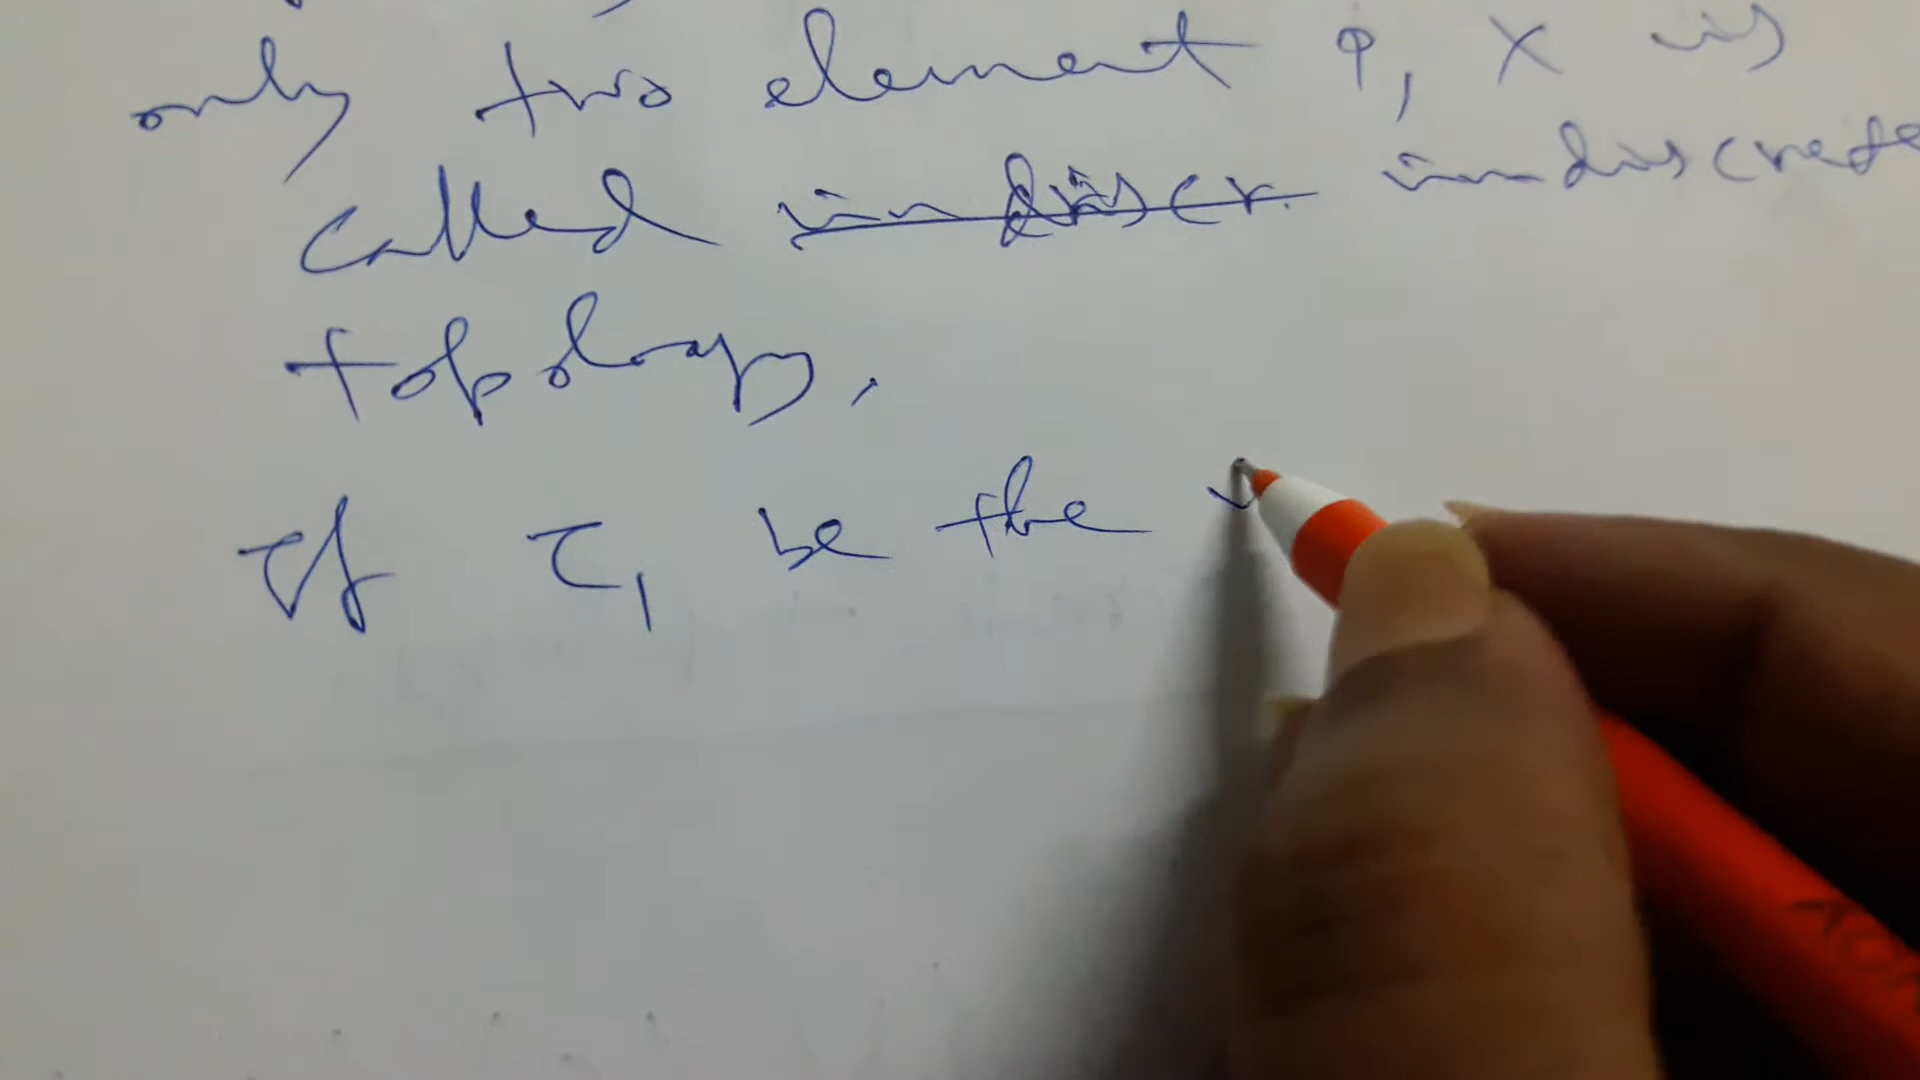 only two element φ, X is
called indiscr. indiscrete
topology,
If τ₁ be the